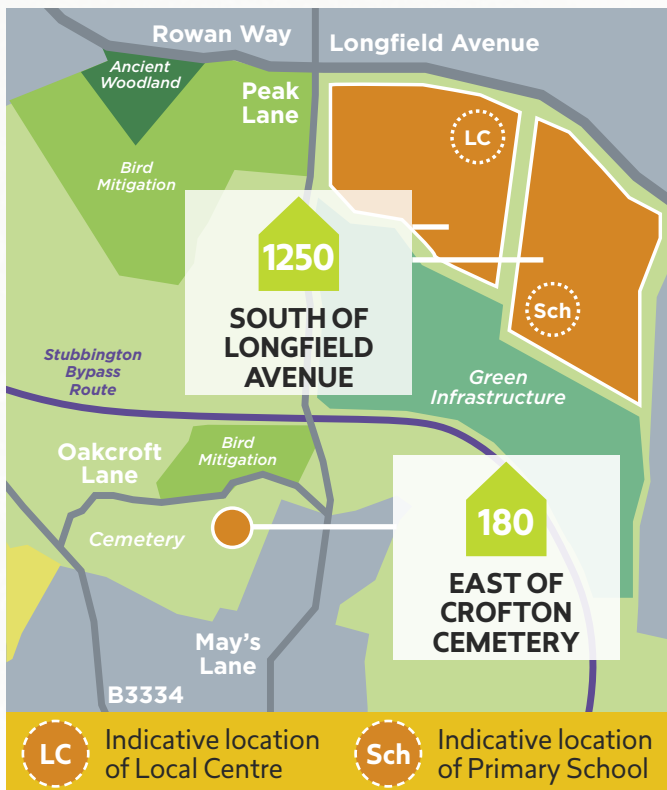 Rowan Way
Longfield Avenue
Ancient
Woodland
Peak
Lane
LC
Bird
Mitigation
1250
SOUTH OF
LONGFIELD
AVENUE
Sch
Stubbington
Bypass
Route
Green
Infrastructure
Oakcroft
Lane
Bird
Mitigation
Cemetery
180
EAST OF
CROFTON
CEMETERY
May's
Lane
B3334
LC
Indicative location
of Local Centre
Sch
Indicative location
of Primary School